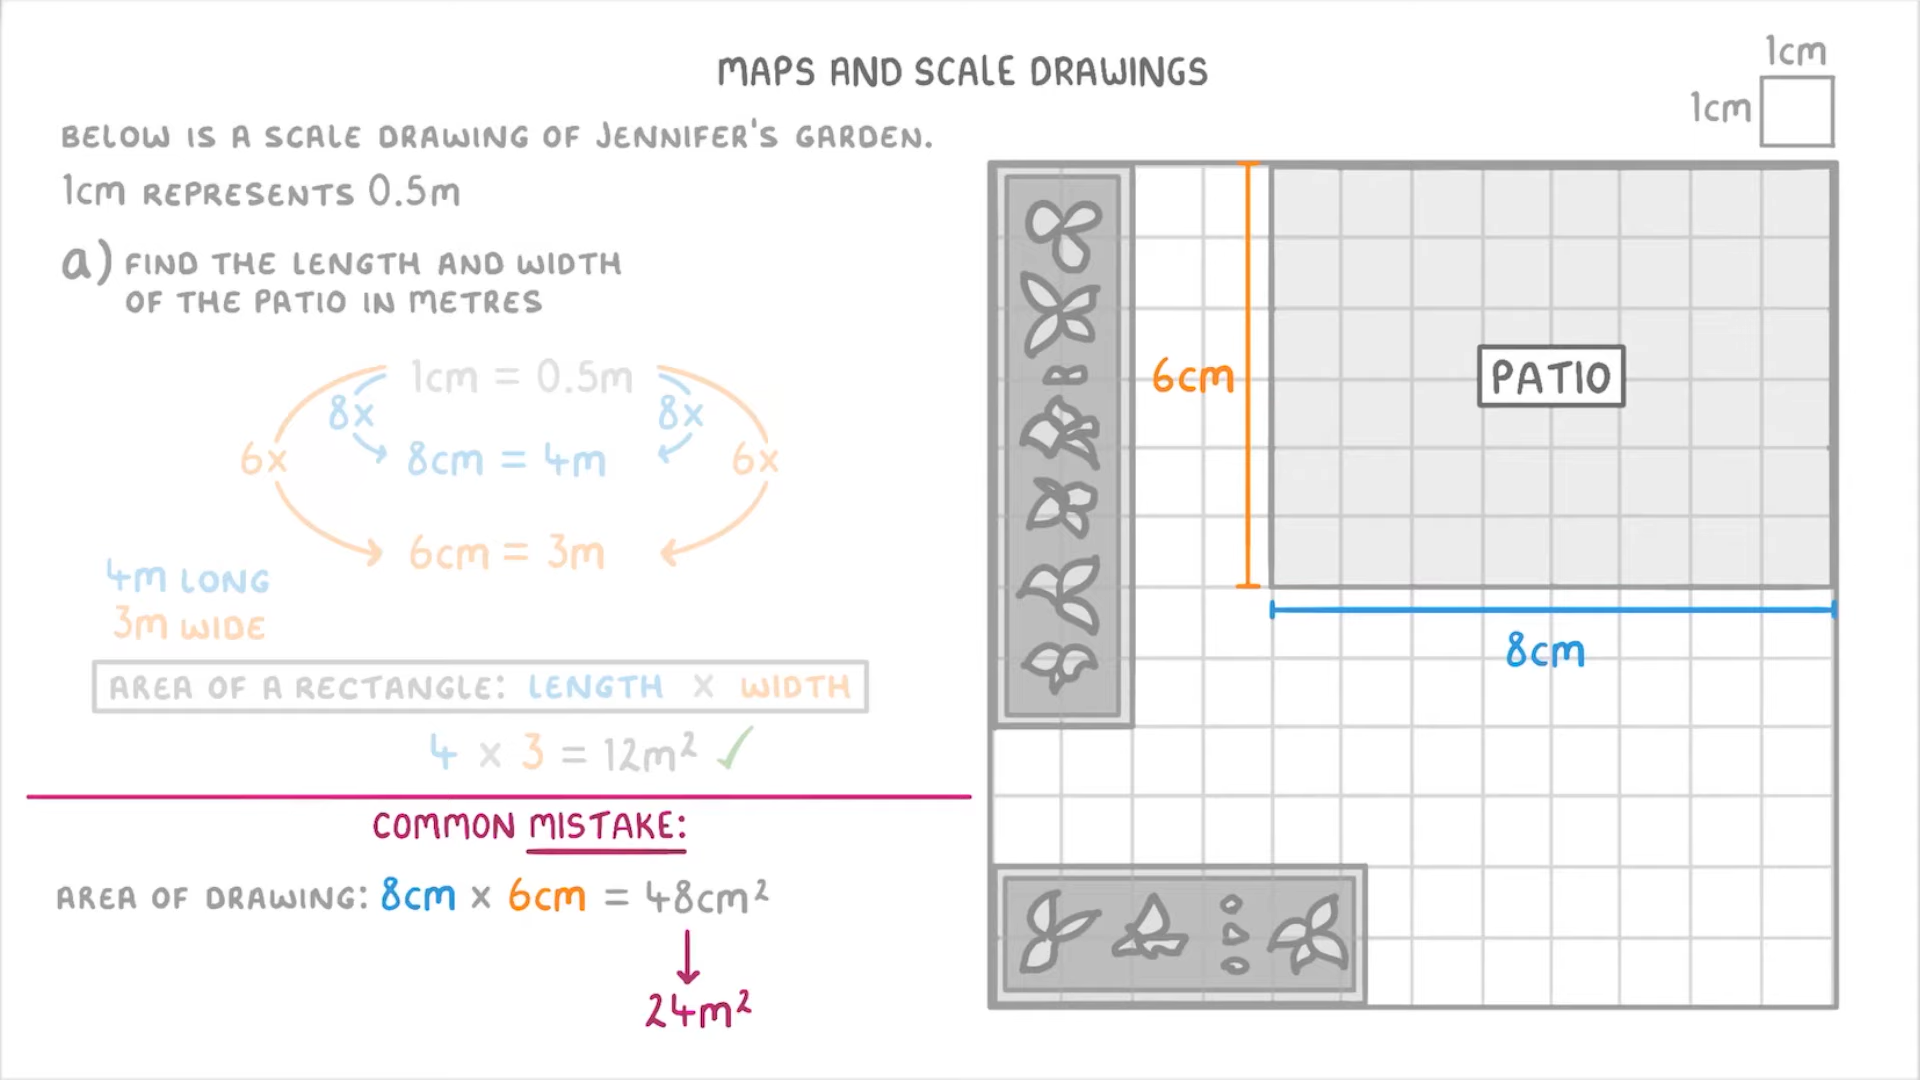 MAPS AND SCALE DRAWINGS
1cm
1cm
BELOW IS A SCALE DRAWING OF JENNIFER'S GARDEN.
1cm REPRESENTS 0.5m
a) FIND THE LENGTH AND WIDTH
OF THE PATIO IN METRES
1cm = 0.5m
8x 8x
6x 8cm = 4m 6x
6cm = 3m
4m LONG
3m WIDE
AREA OF A RECTANGLE: LENGTH X WIDTH
4 x 3 = 12m² ✓
COMMON MISTAKE:
AREA OF DRAWING: 8cm x 6cm = 48cm²
↓
24m²
6cm
PATIO
8cm